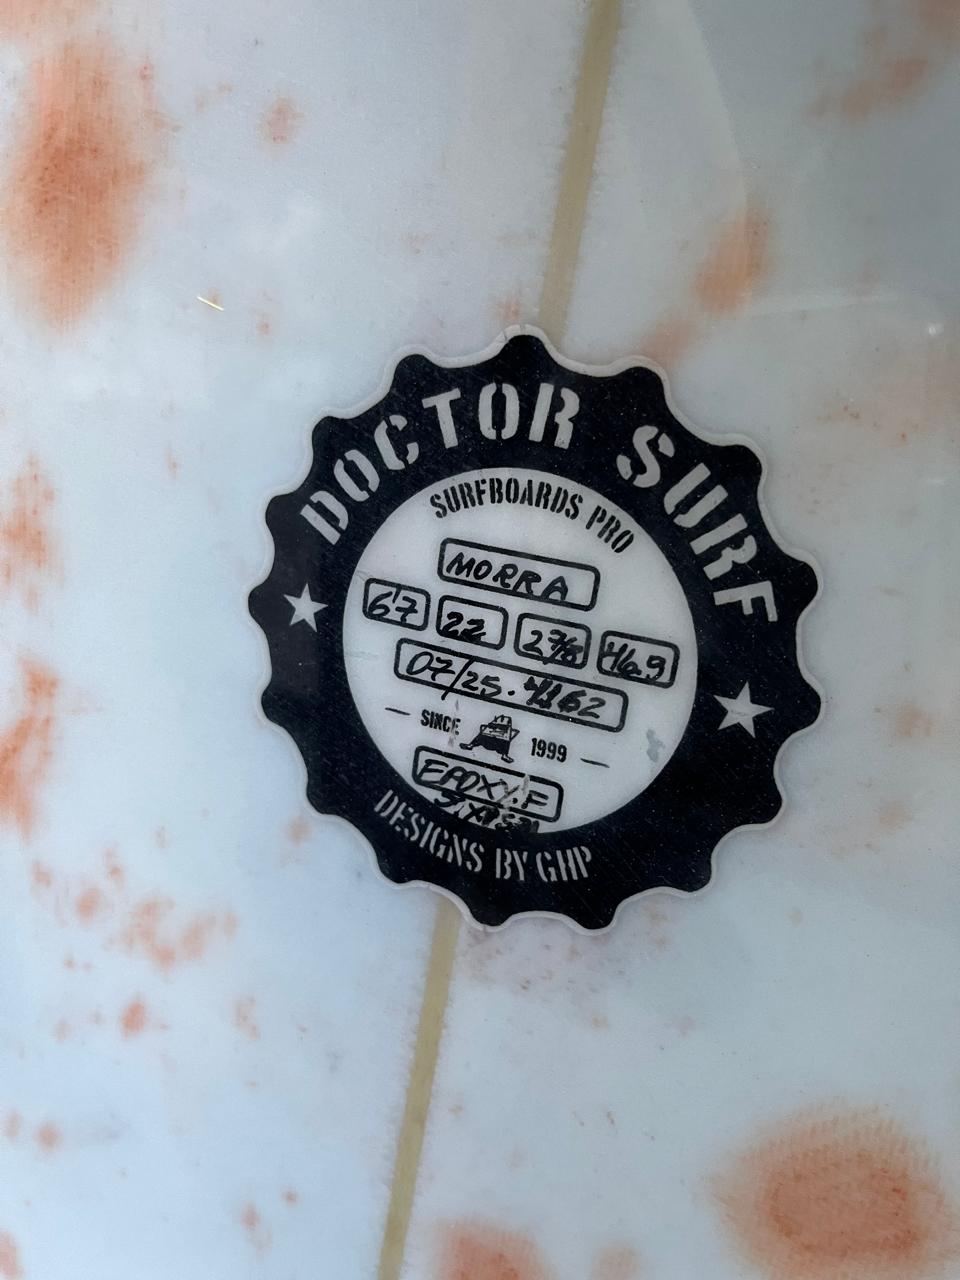 DOCTOR SURF
SURFBOARDS PRO
MORRA
6'7 22 2⅞ 46.9
07/25.4162
SINCE 1999
EPOXY.F
DESIGNS BY GHP